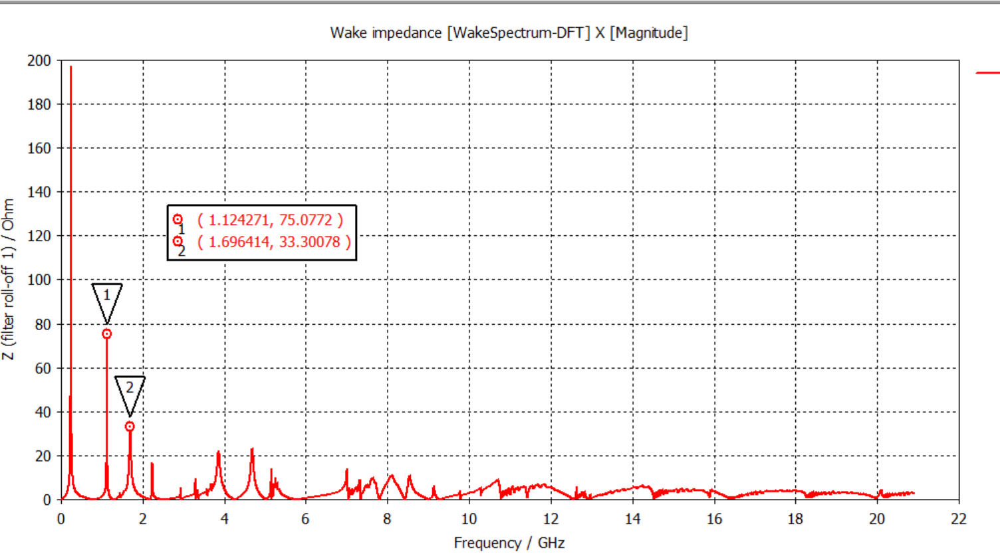 Wake impedance [WakeSpectrum-DFT] X [Magnitude]
Z (filter roll-off 1) / Ohm
200
180
160
140
120
100
80
60
40
20
0
1 ( 1.124271, 75.0772 )
2 ( 1.696414, 33.30078 )
1
2
0 2 4 6 8 10 12 14 16 18 20 22
Frequency / GHz